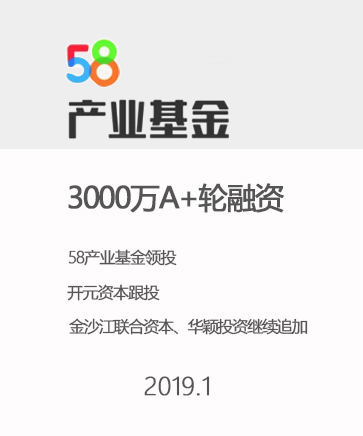 58
产业基金
3000万A+轮融资
58产业基金领投
开元资本跟投
金沙江联合资本、华颖投资继续追加
2019.1